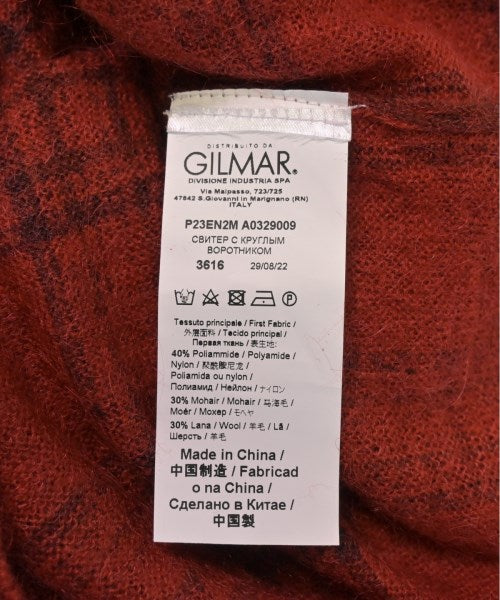 DISTRIBUITO DA
GILMAR®
DIVISIONE INDUSTRIA SPA
Via Malpasso, 723/725
47842 S.Giovanni in Marignano (RN)
ITALY
P23EN2M A0329009
СВИТЕР С КРУГЛЫМ
ВОРОТНИКОМ
3616 29/08/22
Tessuto principale / First Fabric /
外层面料 / Tecido principal /
Первая ткань / 表生地:
40% Poliammide / Polyamide /
Nylon / 聚酰胺尼龙 /
Poliamida ou nylon /
Полиамид / Нейлон / ナイロン
30% Mohair / Mohair / 马海毛 /
Moér / Мохер / モヘヤ
30% Lana / Wool / 羊毛 / Lã /
Шерсть / 羊毛
Made in China /
中国制造 / Fabricad
o na China /
Сделано в Китае /
中国製